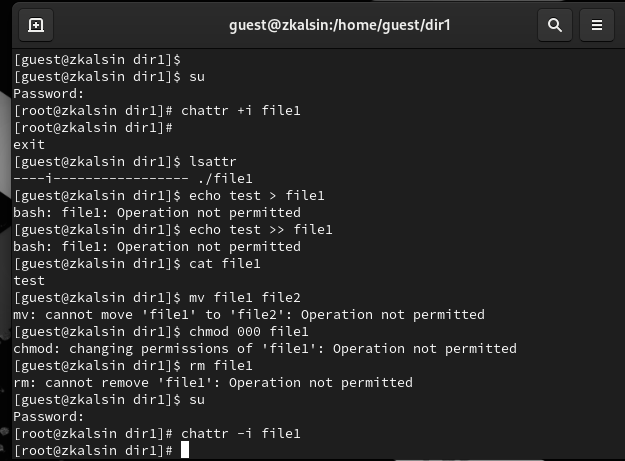 guest@zkalsin:/home/guest/dir1
[guest@zkalsin dir1]$
[guest@zkalsin dir1]$ su
Password:
[root@zkalsin dir1]# chattr +i file1
[root@zkalsin dir1]#
exit
[guest@zkalsin dir1]$ lsattr
----i----------------- ./file1
[guest@zkalsin dir1]$ echo test > file1
bash: file1: Operation not permitted
[guest@zkalsin dir1]$ echo test >> file1
bash: file1: Operation not permitted
[guest@zkalsin dir1]$ cat file1
test
[guest@zkalsin dir1]$ mv file1 file2
mv: cannot move 'file1' to 'file2': Operation not permitted
[guest@zkalsin dir1]$ chmod 000 file1
chmod: changing permissions of 'file1': Operation not permitted
[guest@zkalsin dir1]$ rm file1
rm: cannot remove 'file1': Operation not permitted
[guest@zkalsin dir1]$ su
Password:
[root@zkalsin dir1]# chattr -i file1
[root@zkalsin dir1]#